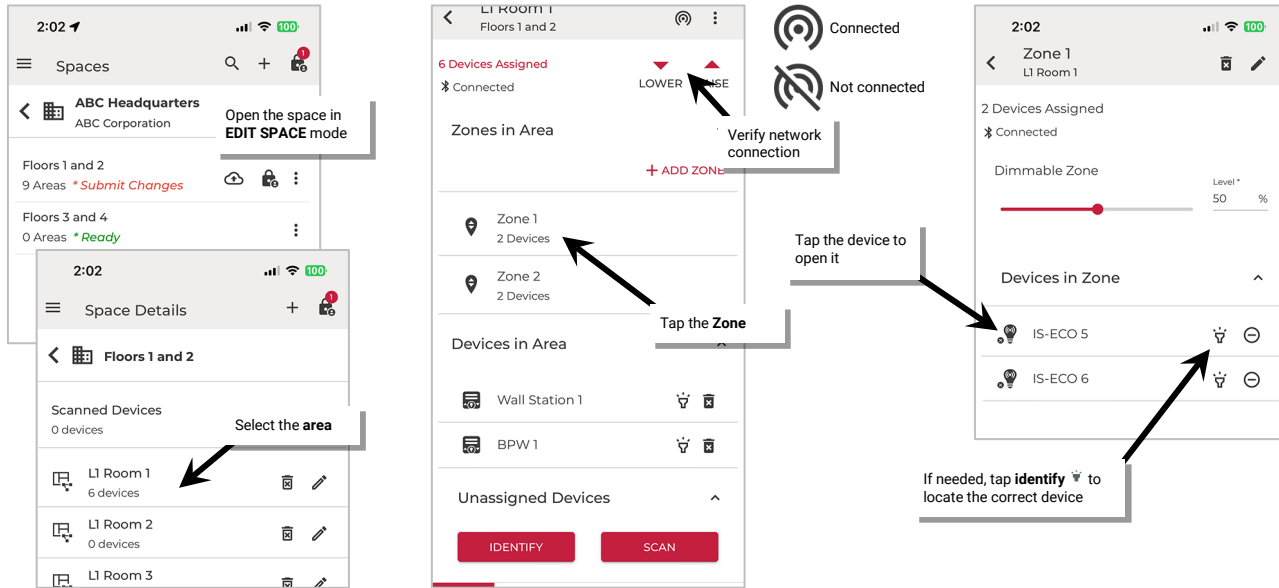 2:02
100
Spaces
1
ABC Headquarters
ABC Corporation
Open the space in
EDIT SPACE mode
Floors 1 and 2
9 Areas * Submit Changes
Floors 3 and 4
0 Areas * Ready
2:02
100
Space Details
1
Floors 1 and 2
Scanned Devices
0 devices
Select the area
L1 Room 1
6 devices
L1 Room 2
0 devices
L1 Room 3
L1 Room 1
Floors 1 and 2
6 Devices Assigned
Connected
LOWER
Zones in Area
+ ADD ZONE
Zone 1
2 Devices
Zone 2
2 Devices
Tap the Zone
Devices in Area
Wall Station 1
BPW 1
Unassigned Devices
IDENTIFY
SCAN
Connected
Not connected
Verify network
connection
2:02
100
Zone 1
L1 Room 1
2 Devices Assigned
Connected
Dimmable Zone
Level *
50 %
Tap the device to
open it
Devices in Zone
IS-ECO 5
IS-ECO 6
If needed, tap identify to
locate the correct device